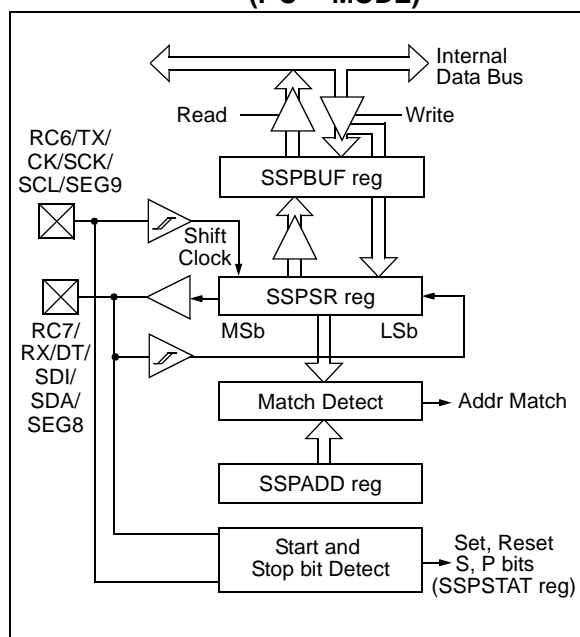 Internal
Data Bus
Read
Write
RC6/TX/
CK/SCK/
SCL/SEG9
SSPBUF reg
Shift
Clock
SSPSR reg
MSb
LSb
RC7/
RX/DT/
SDI/
SDA/
SEG8
Match Detect
Addr Match
SSPADD reg
Start and
Stop bit Detect
Set, Reset
S, P bits
(SSPSTAT reg)